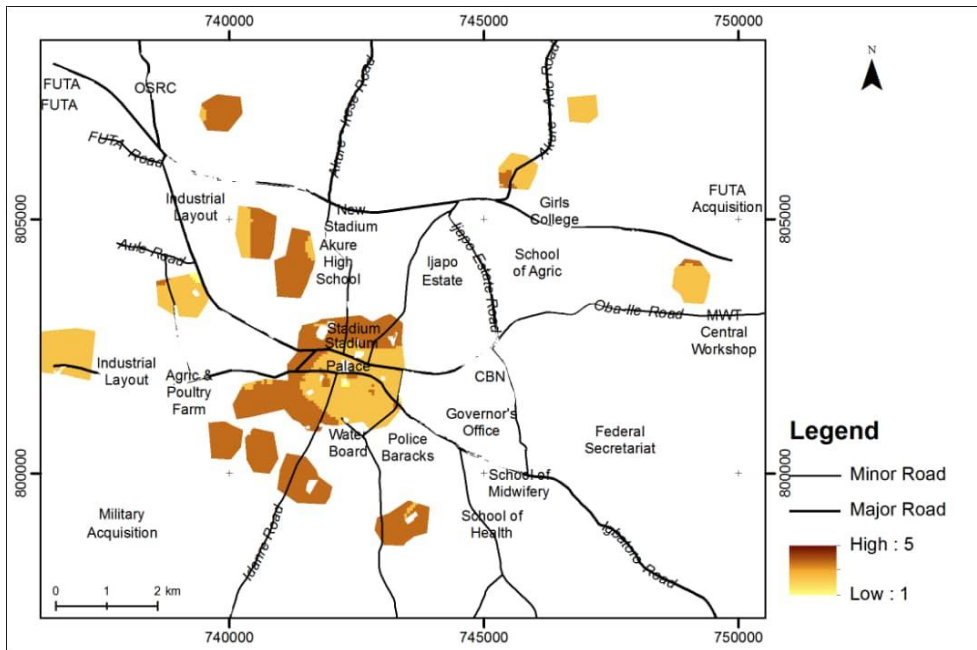 740000 745000 750000
N
FUTA
FUTA
OSRC
Akure - Irese Road
Akure - Ado Road
FUTA Road
805000
Industrial
Layout
New
Stadium
Akure
High
School
Girls
College
FUTA
Acquisition
805000
Aule Road
Ijapo
Estate
Ijapo Estate Road
School
of Agric
Oba-Ile Road
MWT
Central
Workshop
Stadium
Stadium
Palace
Industrial
Layout
Agric &
Poultry
Farm
CBN
Governor's
Office
Water
Board
Police
Baracks
Federal
Secretariat
800000
School of
Midwifery
800000
Military
Acquisition
School of
Health
Idanre Road
Igbatoro Road
0 1 2 km
740000 745000 750000
Legend
Minor Road
Major Road
High : 5
Low : 1